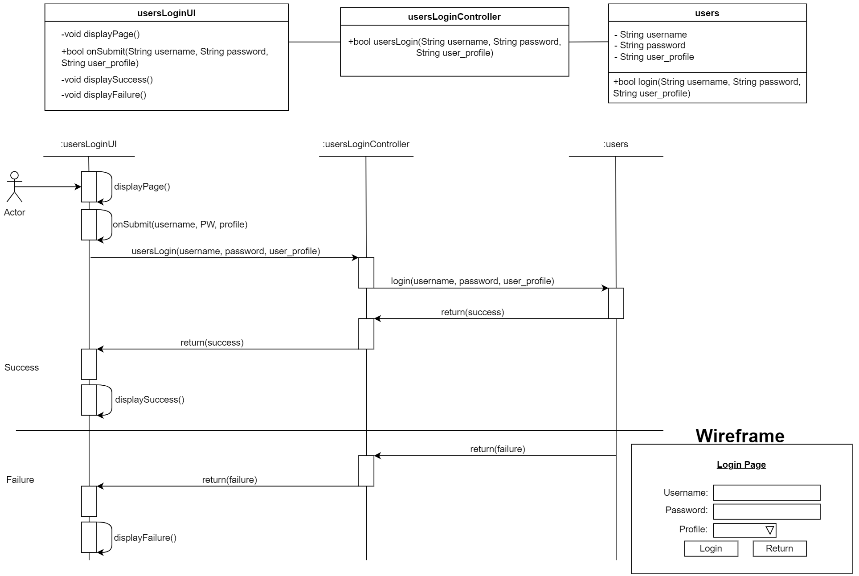 usersLoginUI
-void displayPage()
+bool onSubmit(String username, String password,
String user_profile)
-void displaySuccess()
-void displayFailure()
usersLoginController
+bool usersLogin(String username, String password,
String user_profile)
users
- String username
- String password
- String user_profile
+bool login(String username, String password,
String user_profile)
:usersLoginUI
:usersLoginController
:users
Actor
displayPage()
onSubmit(username, PW, profile)
usersLogin(username, password, user_profile)
login(username, password, user_profile)
return(success)
return(success)
Success
displaySuccess()
return(failure)
Failure
return(failure)
displayFailure()
Wireframe
Login Page
Username:
Password:
Profile:
Login
Return